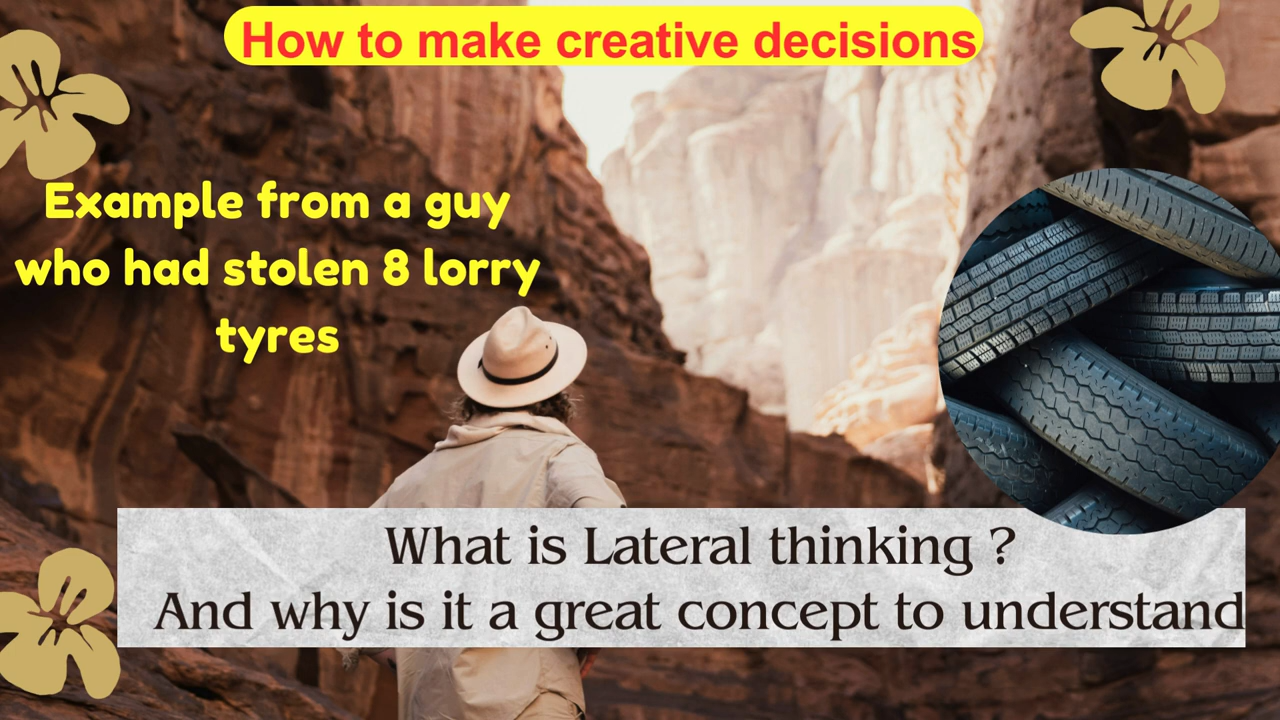 How to make creative decisions
Example from a guy
who had stolen 8 lorry
tyres
What is Lateral thinking ?
And why is it a great concept to understand